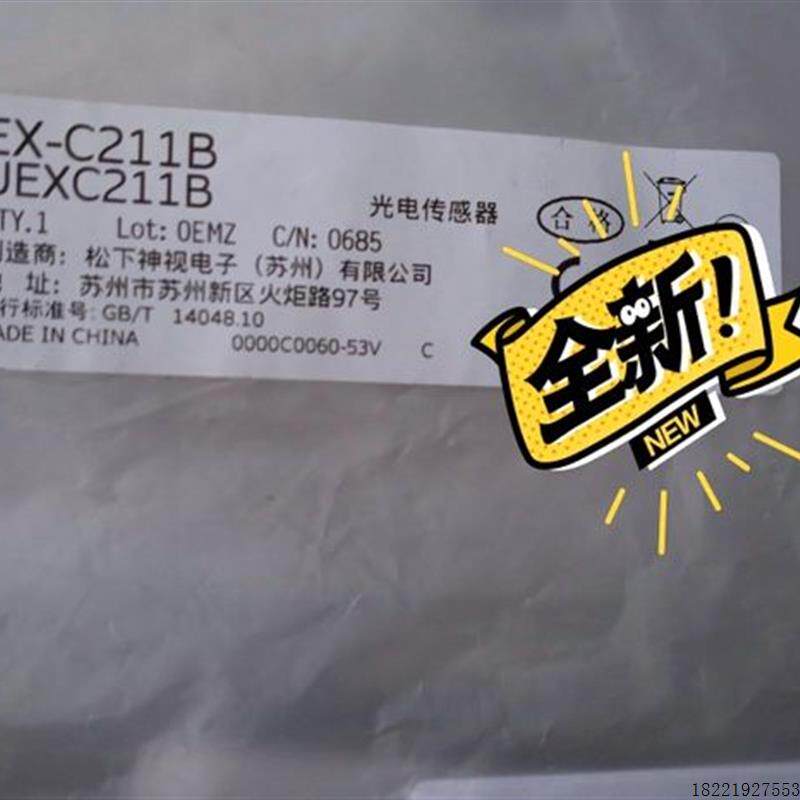 EX-C211B
UEXC211B
TY.1 Lot: 0EMZ C/N: 0685
光电传感器
合格
制造商: 松下神视电子（苏州）有限公司
地 址: 苏州市苏州新区火炬路97号
行标准号: GB/T 14048.10
ADE IN CHINA 0000C0060-53V C
全新!
NEW
18221927553